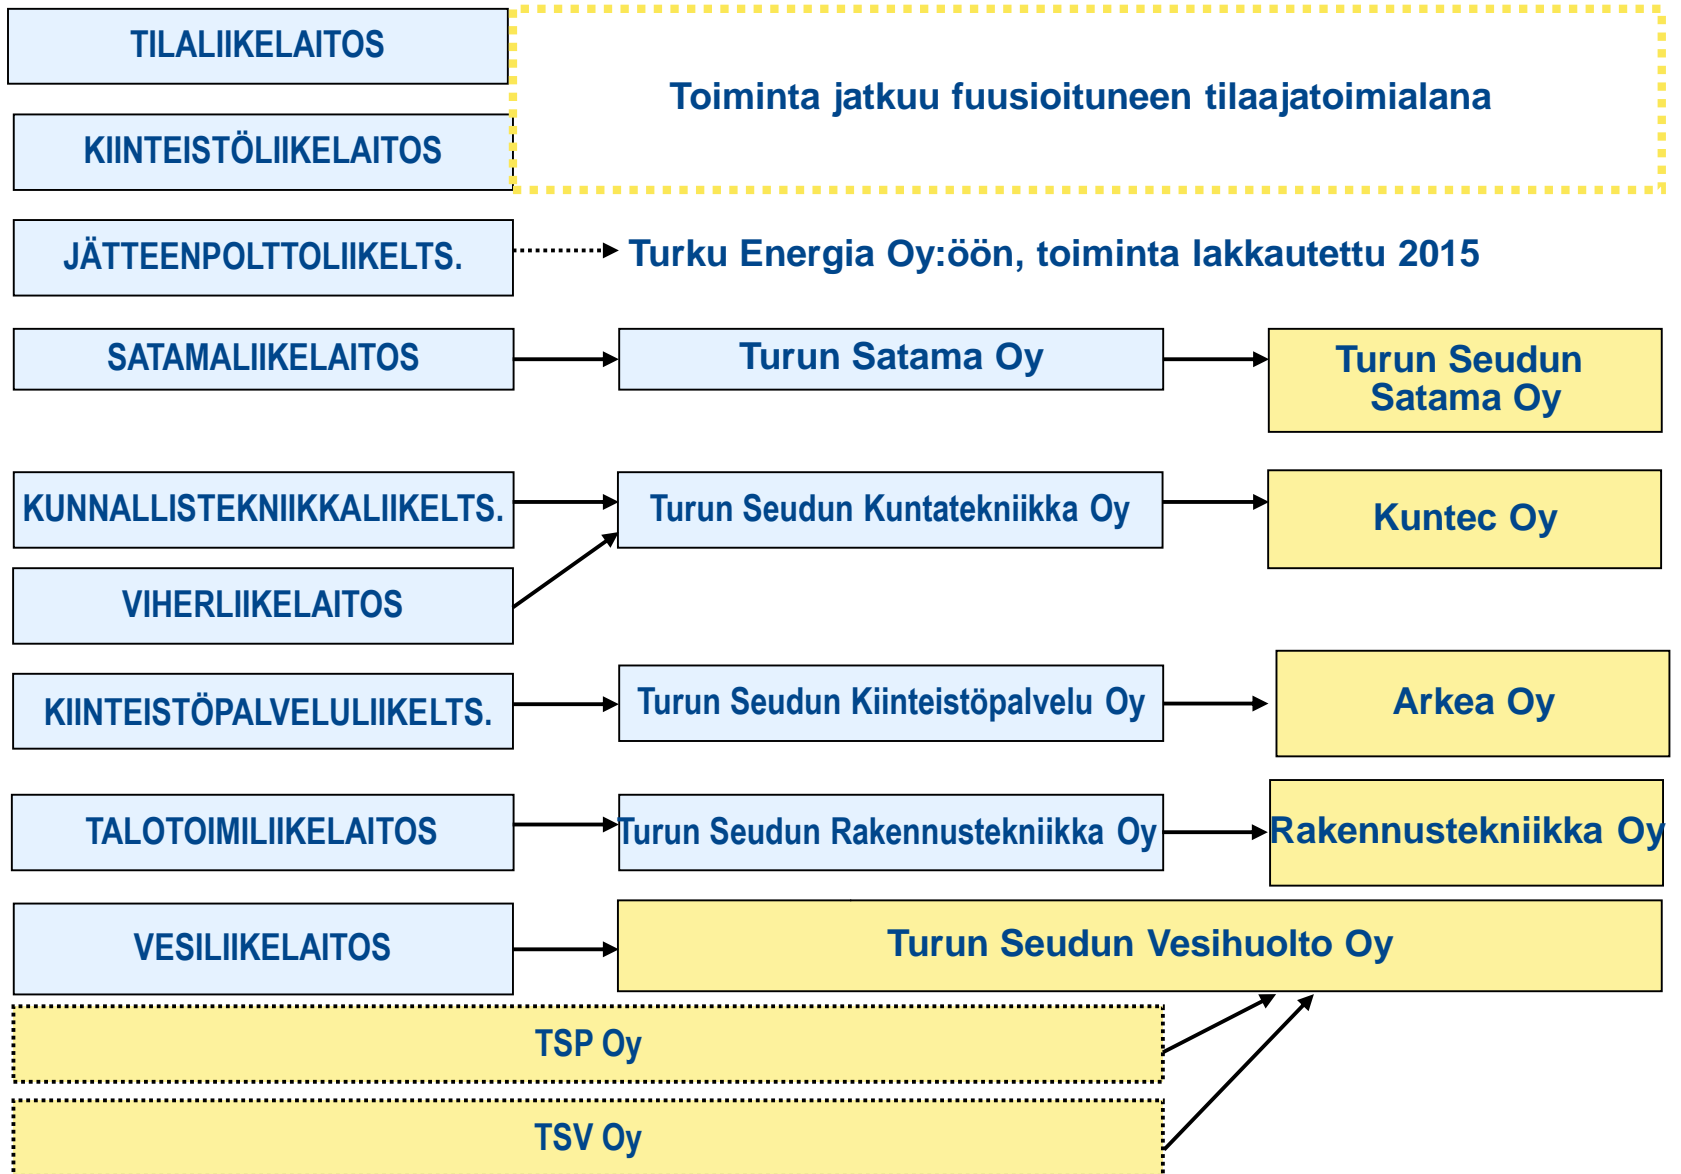 TILALIIKELAITOS
Toiminta jatkuu fuusioituneen tilaajatoimialana
KIINTEISTÖLIIKELAITOS
JÄTTEENPOLTTOLIIKELTS.
Turku Energia Oy:öön, toiminta lakkautettu 2015
SATAMALIIKELAITOS
Turun Satama Oy
Turun Seudun
Satama Oy
KUNNALLISTEKNIIKKALIIKELTS.
Turun Seudun Kuntatekniikka Oy
Kuntec Oy
VIHERLIIKELAITOS
KIINTEISTÖPALVELULIIKELTS.
Turun Seudun Kiinteistöpalvelu Oy
Arkea Oy
TALOTOIMILIIKELAITOS
Turun Seudun Rakennustekniikka Oy
Rakennustekniikka Oy
VESILIIKELAITOS
Turun Seudun Vesihuolto Oy
TSP Oy
TSV Oy